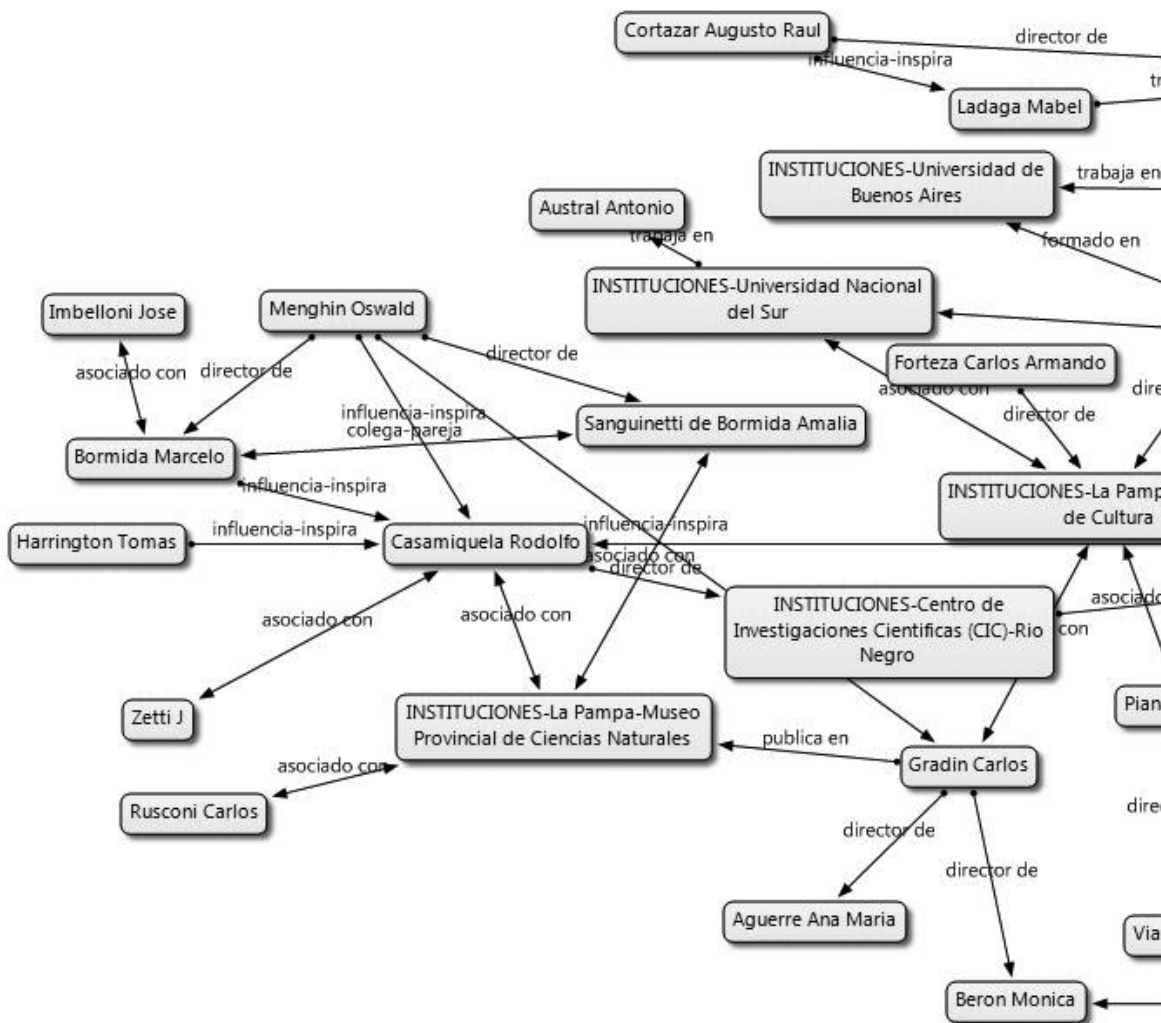 Cortazar Augusto Raul
director de
influencia-inspira
Ladaga Mabel
INSTITUCIONES-Universidad de
Buenos Aires
trabaja en
Austral Antonio
trabaja en
formado en
INSTITUCIONES-Universidad Nacional
del Sur
Imbelloni Jose
Menghin Oswald
director de
Forteza Carlos Armando
asociado con
director de
asociado con
influencia-inspira
colega-pareja
Sanguinetti de Bormida Amalia
director de
Bormida Marcelo
influencia-inspira
INSTITUCIONES-La Pamp
de Cultura
Harrington Tomas
influencia-inspira
Casamiquela Rodolfo
influencia-inspira
asociado con
director de
INSTITUCIONES-Centro de
Investigaciones Cientificas (CIC)-Rio
Negro
asociado
con
asociado con
asociado con
Zetti J
INSTITUCIONES-La Pampa-Museo
Provincial de Ciencias Naturales
publica en
Pian
Gradin Carlos
asociado con
Rusconi Carlos
director de
director de
Aguerre Ana Maria
Via
Beron Monica